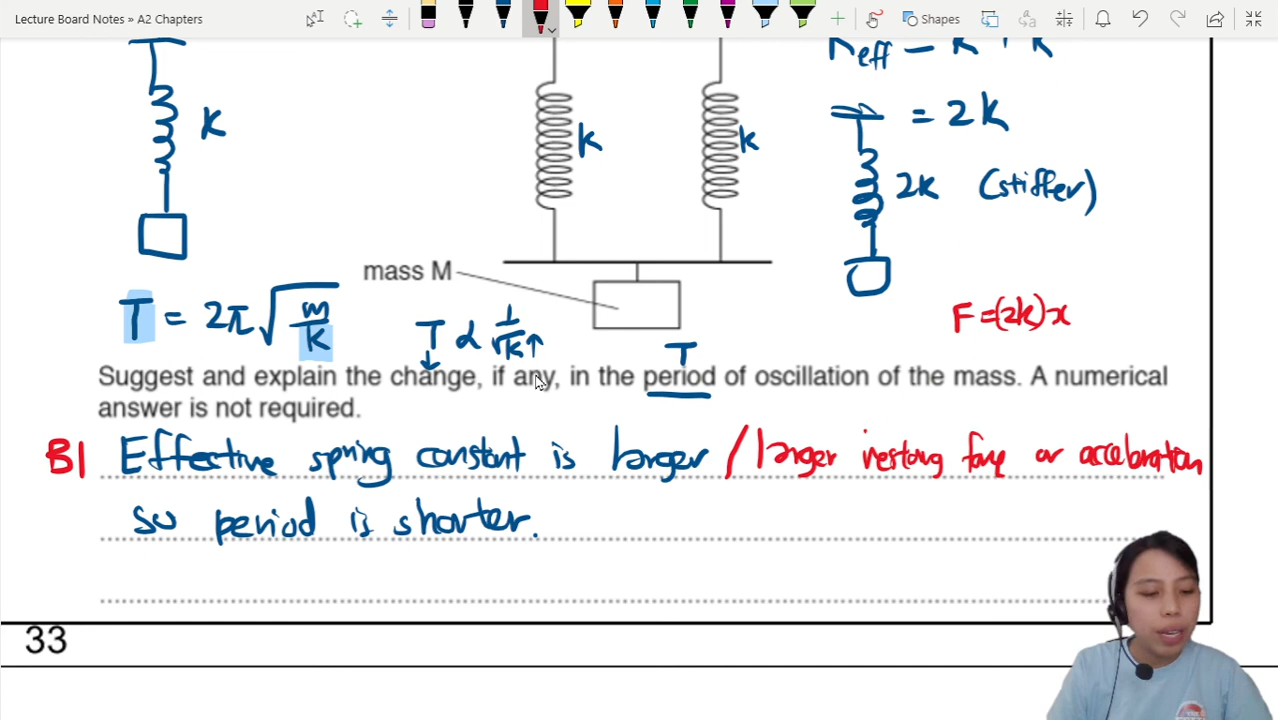 Lecture Board Notes - A2 Chapters
Shapes
Keff = k + k
= 2k
k
k
k
2k (stiffer)
mass M
T = 2π√(m/k)
T ∝ 1/√k ↑
↓
F = (2k)x
T
Suggest and explain the change, if any, in the period of oscillation of the mass. A numerical
answer is not required.
B1 Effective spring constant is larger / larger restoring force or acceleration
so period is shorter.
33